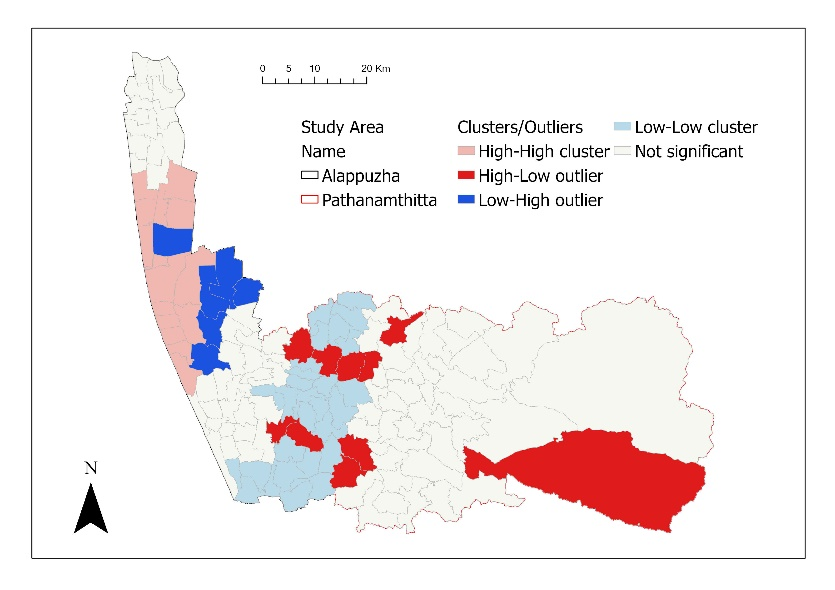 0 5 10 20 Km
Study Area
Name
Alappuzha
Pathanamthitta
Clusters/Outliers
High-High cluster
High-Low outlier
Low-High outlier
Low-Low cluster
Not significant
N